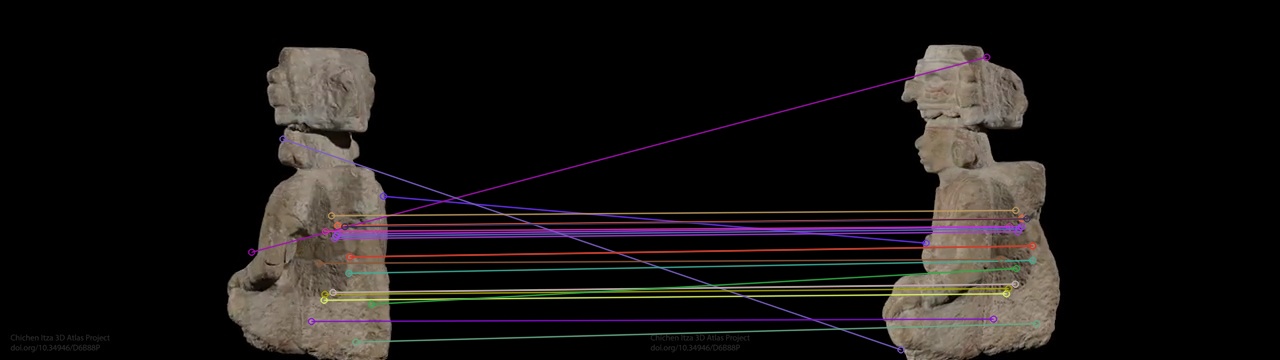 Chichen Itza 3D Atlas Project
doi.org/10.34946/D6B88P
Chichen Itza 3D Atlas Project
doi.org/10.34946/D6B88P